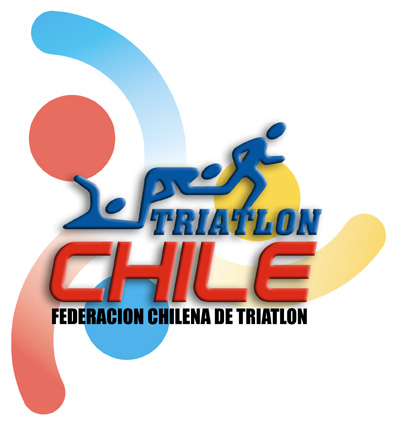 TRIATLON
CHILE
FEDERACION CHILENA DE TRIATLON